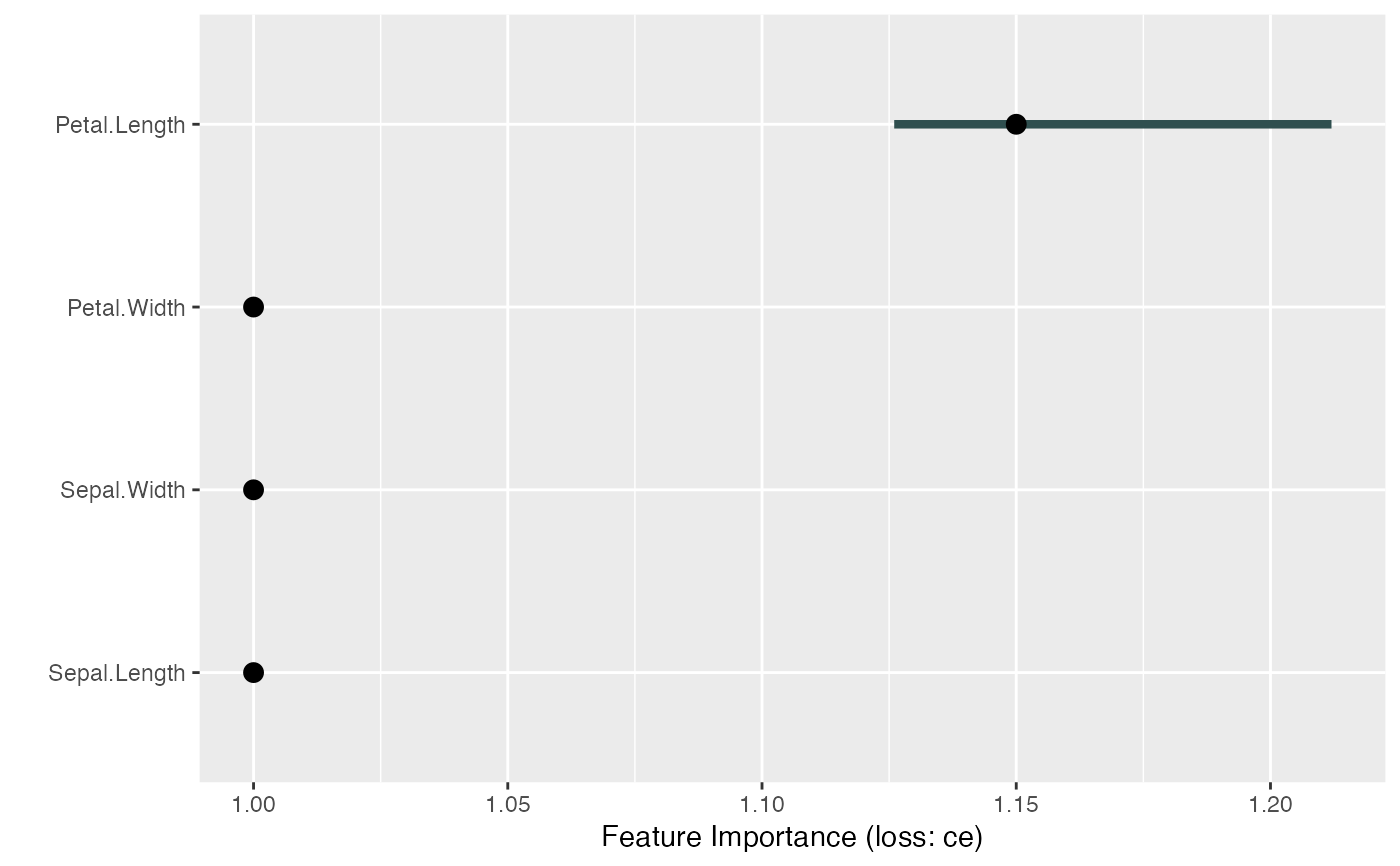 Petal.Length
Petal.Width
Sepal.Width
Sepal.Length
1.00 1.05 1.10 1.15 1.20
Feature Importance (loss: ce)